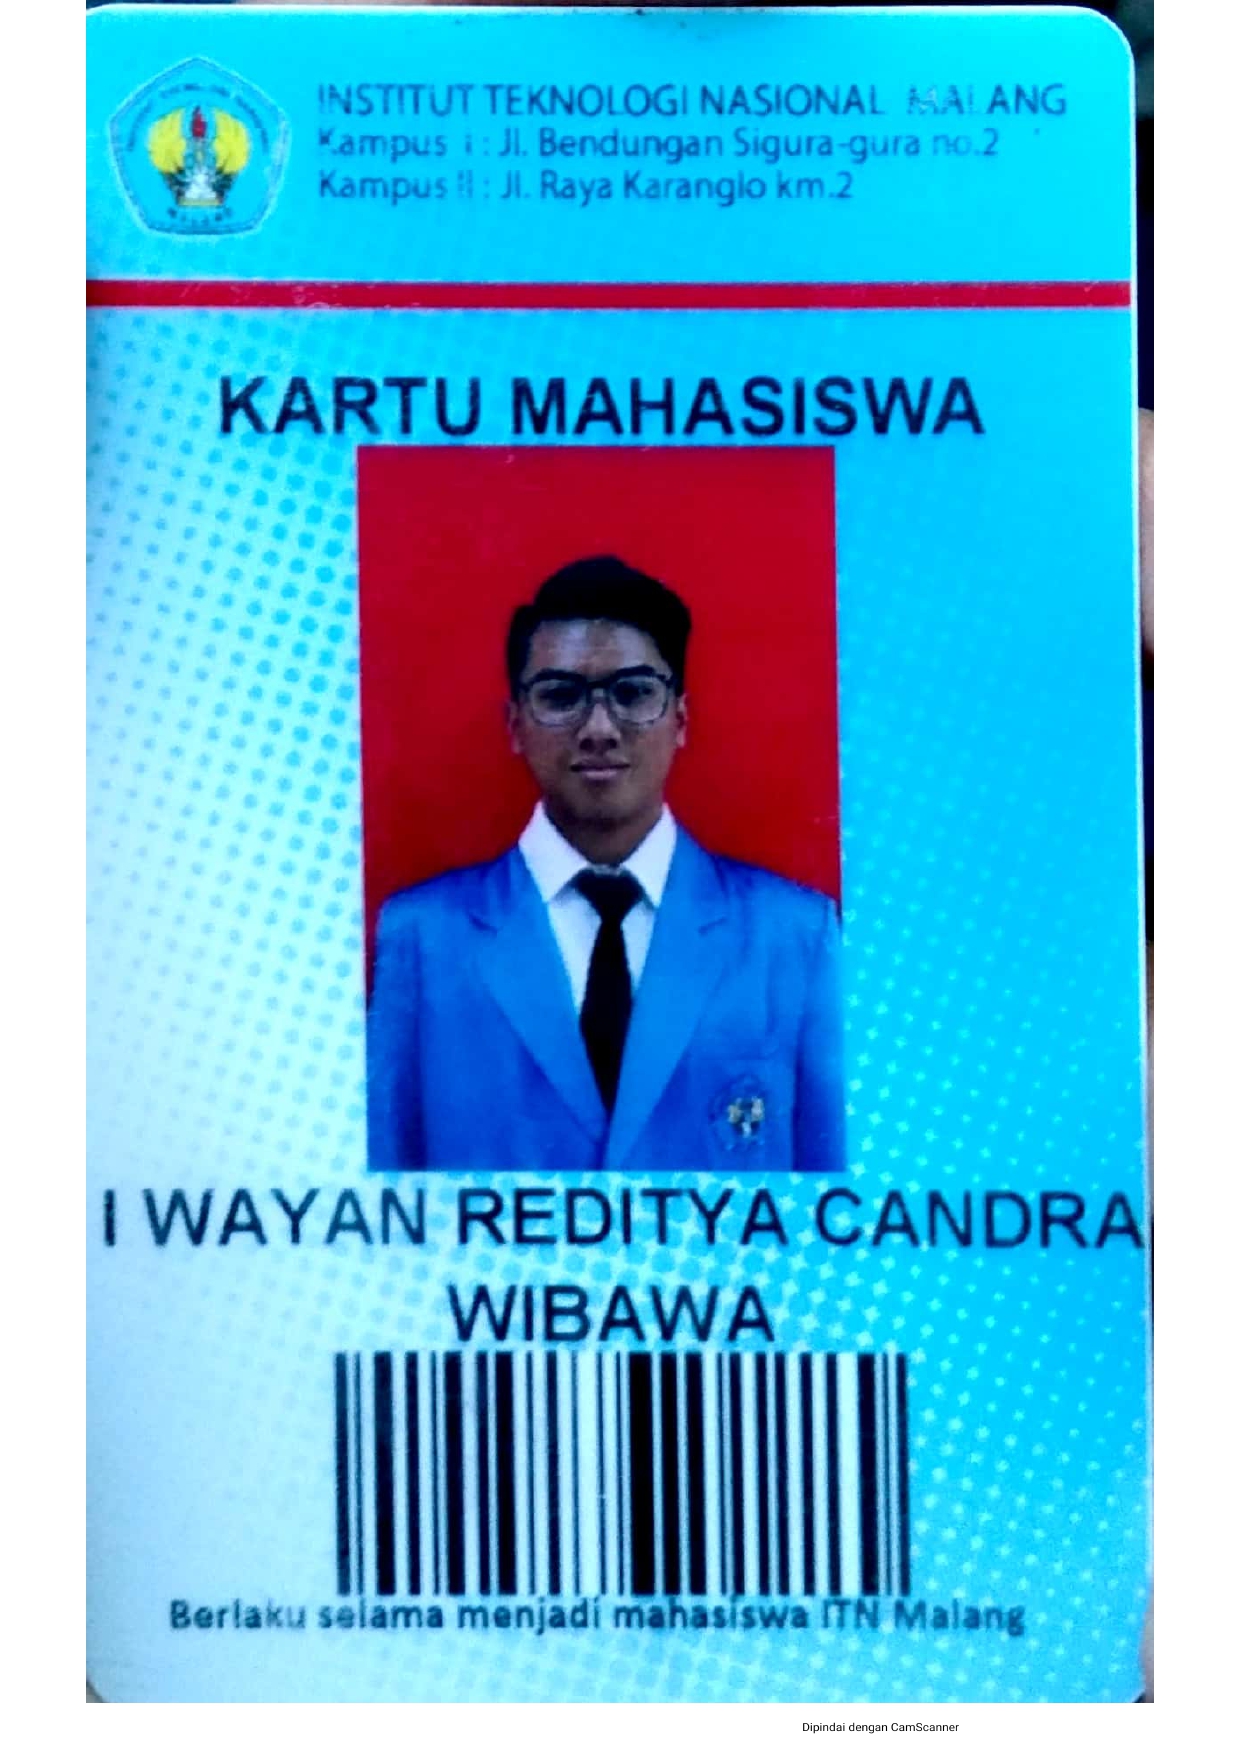 INSTITUT TEKNOLOGI NASIONAL MALANG
Kampus I : Jl. Bendungan Sigura-gura no.2
Kampus II : Jl. Raya Karanglo km.2
KARTU MAHASISWA
I WAYAN REDITYA CANDRA
WIBAWA
Berlaku selama menjadi mahasiswa ITN Malang
Dipindai dengan CamScanner